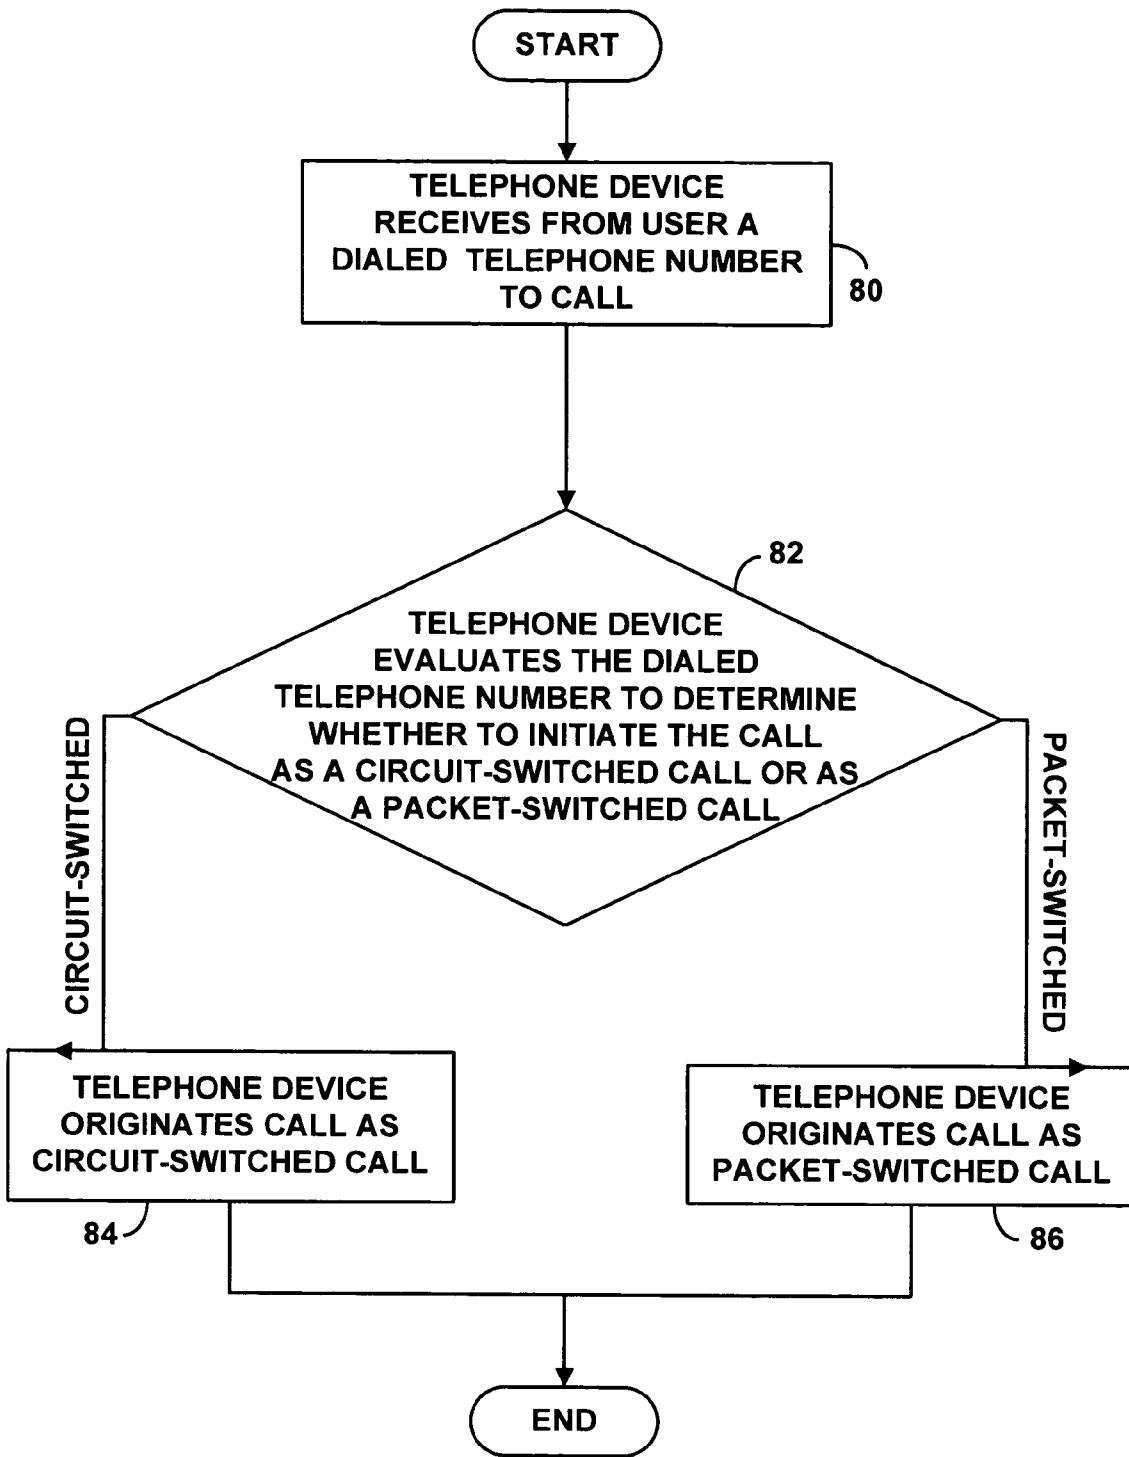 START
TELEPHONE DEVICE
RECEIVES FROM USER A
DIALED TELEPHONE NUMBER
TO CALL
80
82
TELEPHONE DEVICE
EVALUATES THE DIALED
TELEPHONE NUMBER TO DETERMINE
WHETHER TO INITIATE THE CALL
AS A CIRCUIT-SWITCHED CALL OR AS
A PACKET-SWITCHED CALL
CIRCUIT-SWITCHED
PACKET-SWITCHED
TELEPHONE DEVICE
ORIGINATES CALL AS
CIRCUIT-SWITCHED CALL
84
TELEPHONE DEVICE
ORIGINATES CALL AS
PACKET-SWITCHED CALL
86
END